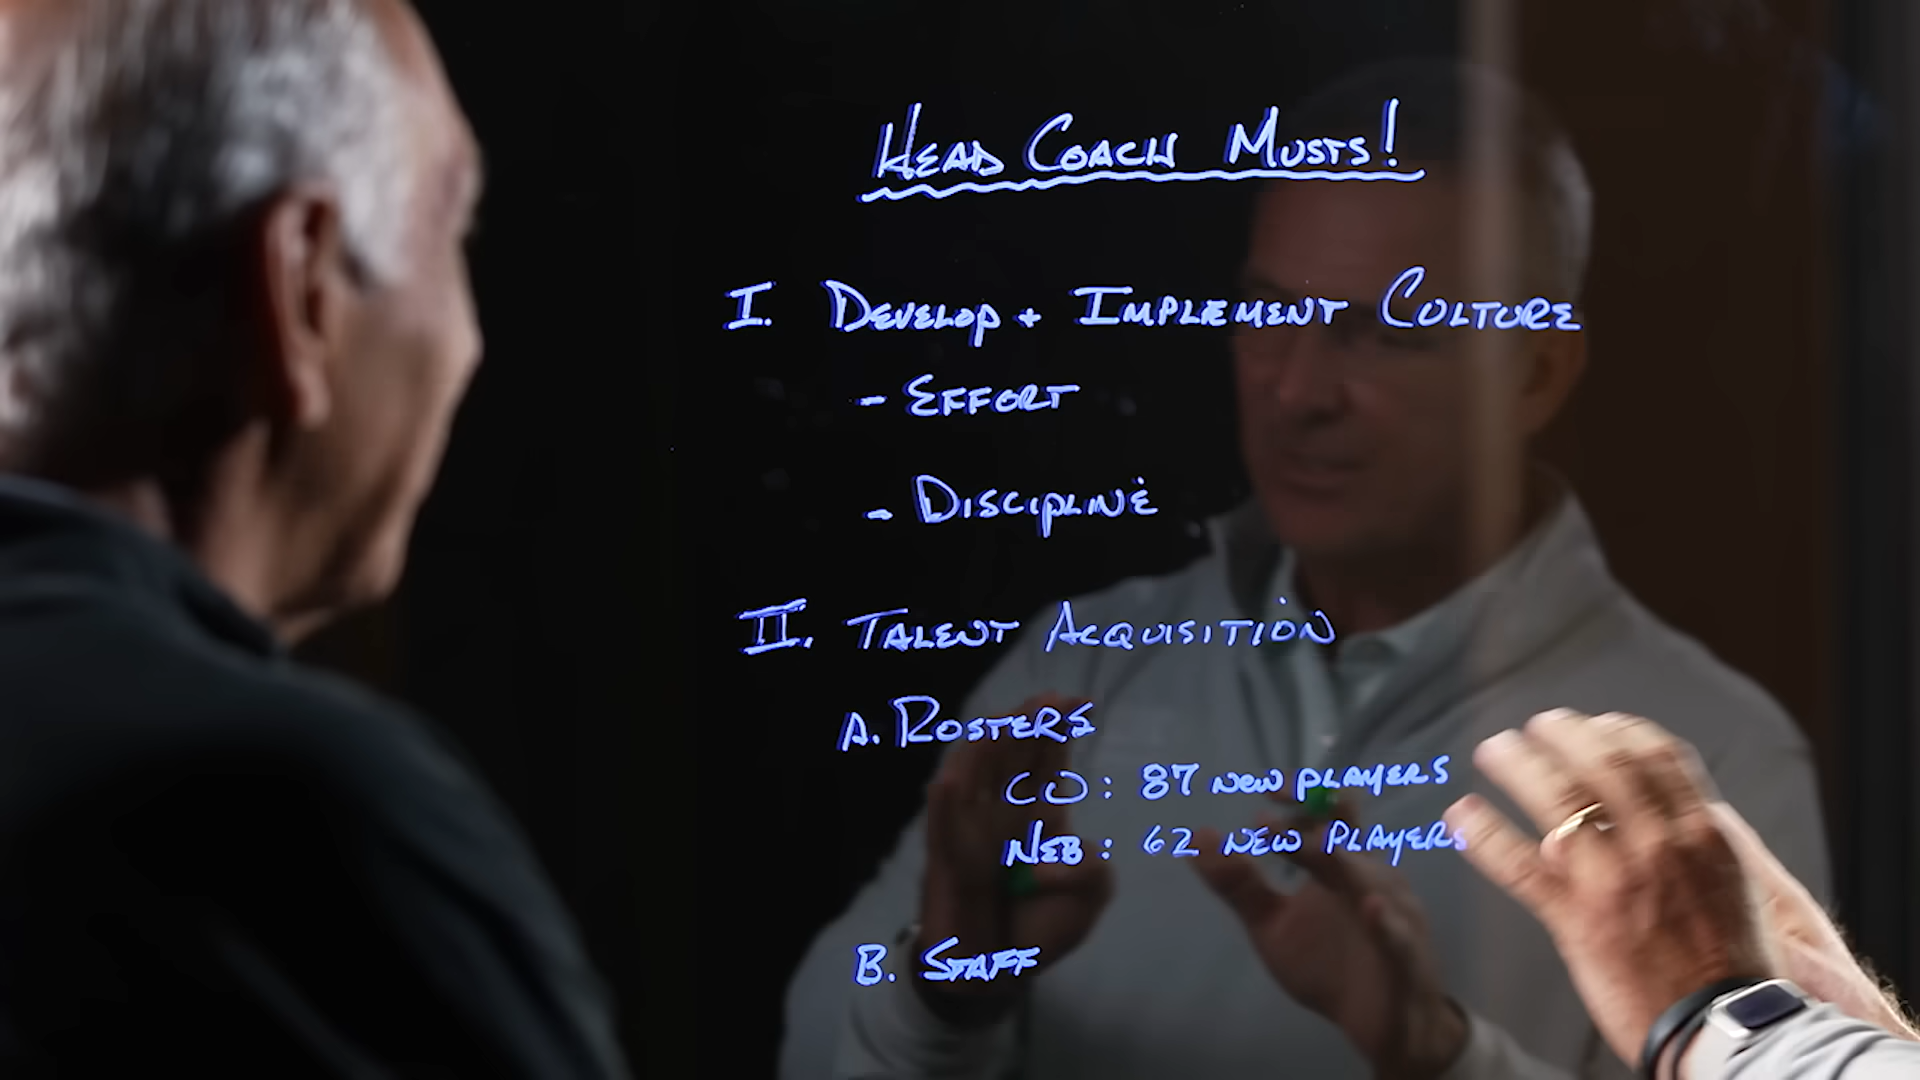 HEAD COACH MUSTS!
I. DEVELOP + IMPLEMENT CULTURE
- EFFORT
- DISCIPLINE
II. TALENT ACQUISITION
A. ROSTERS
CU: 87 NEW PLAYERS
NEB: 62 NEW PLAYERS
B. STAFF